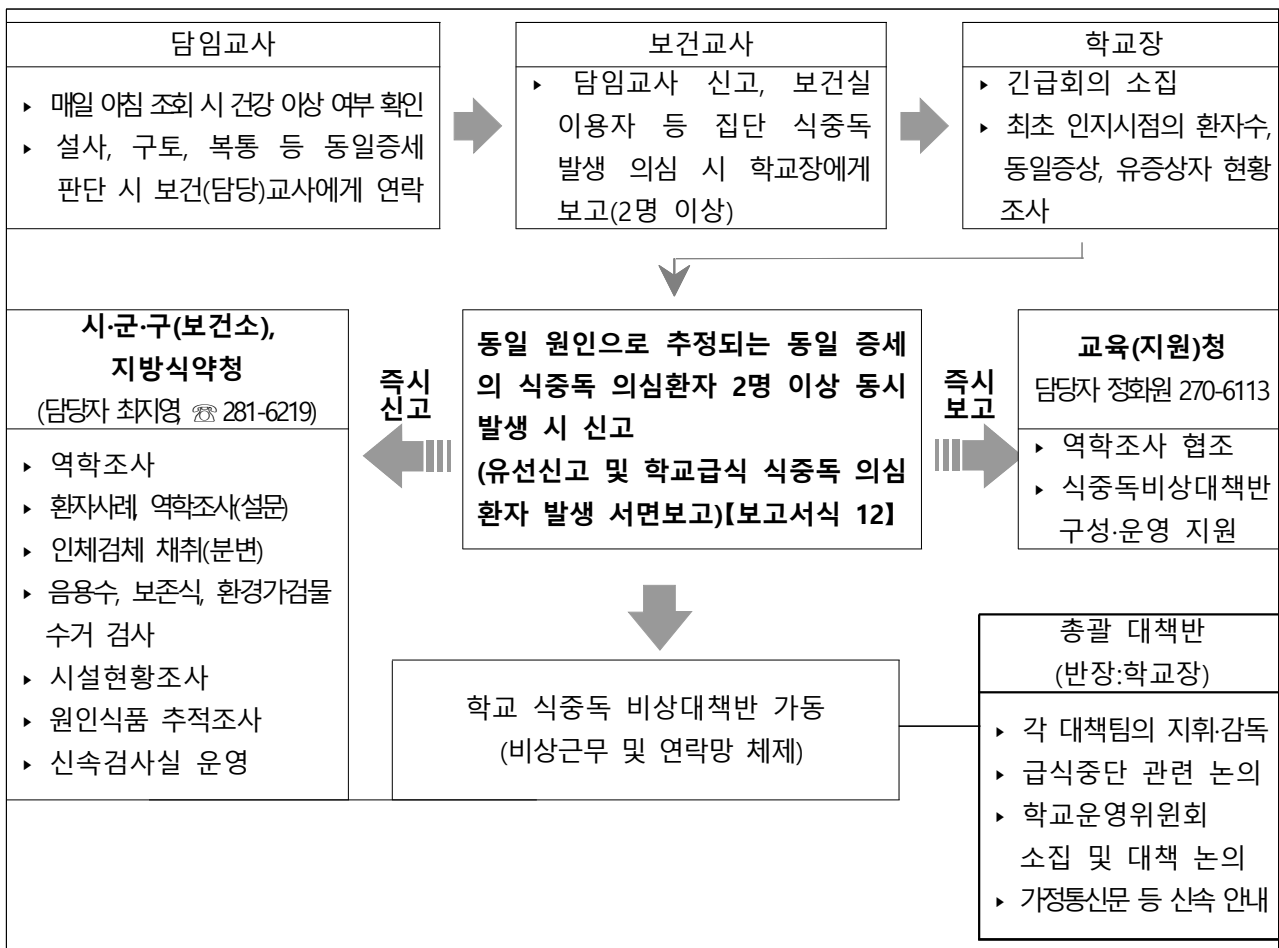 담임교사
▸ 매일 아침 조회 시 건강 이상 여부 확인
▸ 설사, 구토, 복통 등 동일증세
판단 시 보건(담당)교사에게 연락
보건교사
▸ 담임교사 신고, 보건실
이용자 등 집단 식중독
발생 의심 시 학교장에게
보고(2명 이상)
학교장
▸ 긴급회의 소집
▸ 최초 인지시점의 환자수,
동일증상, 유증상자 현황
조사
시·군·구(보건소),
지방식약청
(담당자 최지영, ☏ 281-6219)
▸ 역학조사
▸ 환자사례, 역학조사(설문)
▸ 인체검체 채취(분변)
▸ 음용수, 보존식, 환경가검물
수거 검사
▸ 시설현황조사
▸ 원인식품 추적조사
▸ 신속검사실 운영
즉시
신고
동일 원인으로 추정되는 동일 증세
의 식중독 의심환자 2명 이상 동시
발생 시 신고
(유선신고 및 학교급식 식중독 의심
환자 발생 서면보고)【보고서식 12】
즉시
보고
교육(지원)청
담당자 정화원 270-6113
▸ 역학조사 협조
▸ 식중독비상대책반
구성·운영 지원
학교 식중독 비상대책반 가동
(비상근무 및 연락망 체제)
총괄 대책반
(반장:학교장)
▸ 각 대책팀의 지휘·감독
▸ 급식중단 관련 논의
▸ 학교운영위원회
소집 및 대책 논의
▸ 가정통신문 등 신속 안내